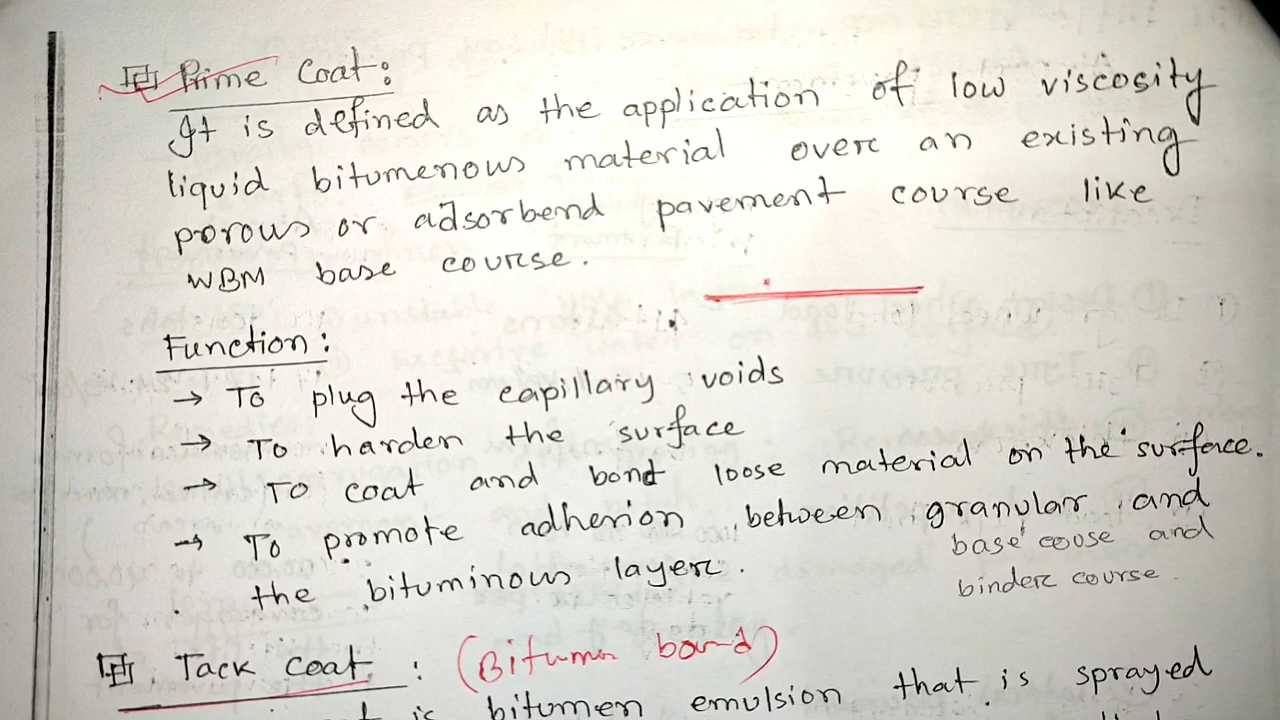 Prime Coat:
It is defined as the application of low viscosity
liquid bitumenous material over an existing
porous or adsorbend pavement course like
WBM base course.
Function:
→ To plug the capillary voids
→ To harden the surface
→ To coat and bond loose material on the surface.
→ To promote adherion between granular and
base couse and
the bituminous layer.
binder course
Tack coat : (Bitumen bond)
is bitumen emulsion that is sprayed